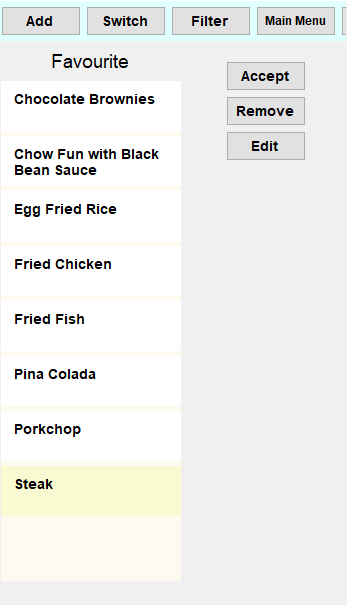 Add Switch Filter Main Menu
Favourite
Accept
Remove
Edit
Chocolate Brownies
Chow Fun with Black
Bean Sauce
Egg Fried Rice
Fried Chicken
Fried Fish
Pina Colada
Porkchop
Steak